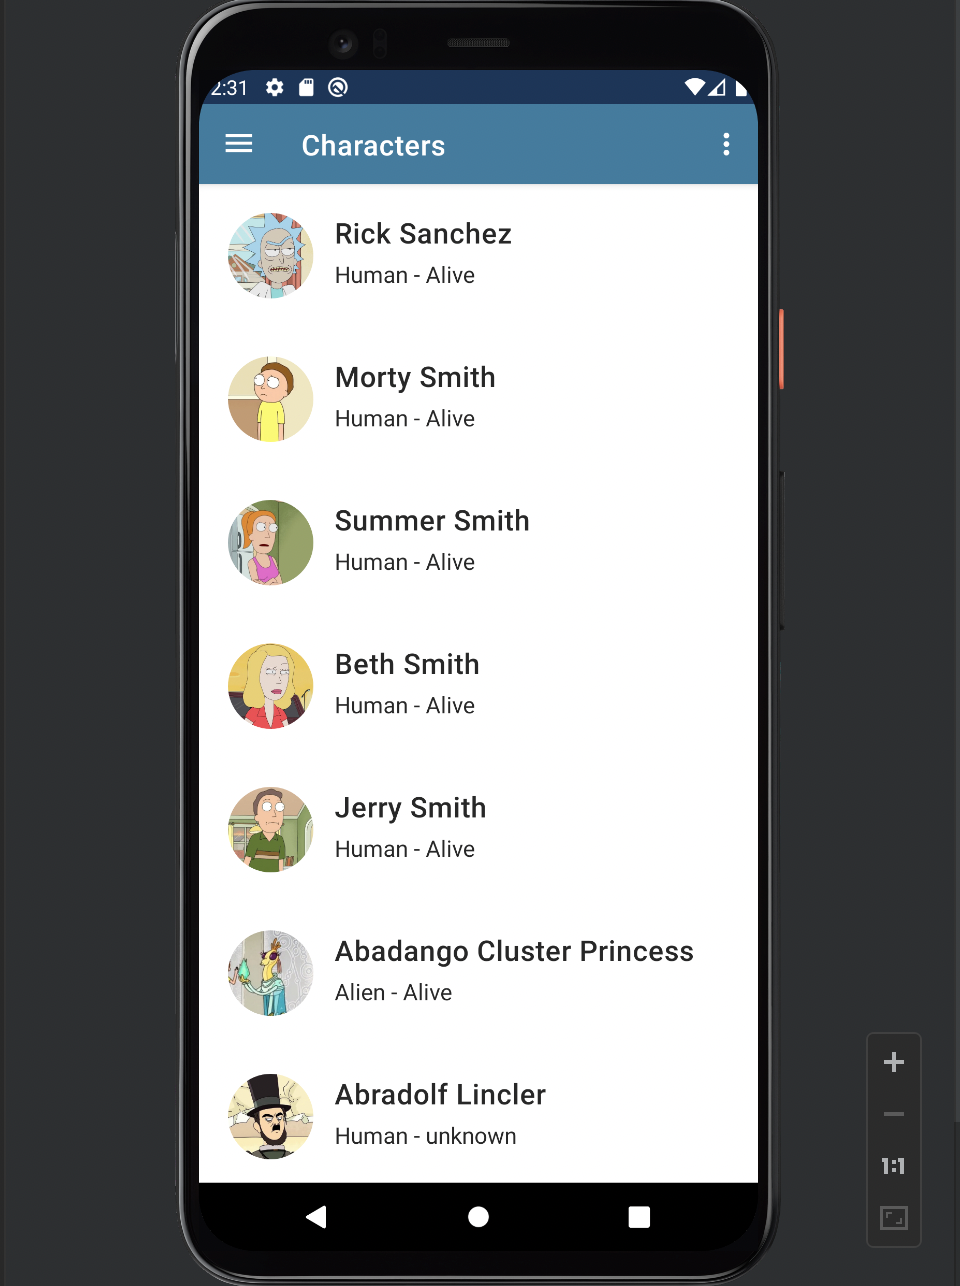 2:31
Characters
Rick Sanchez
Human - Alive
Morty Smith
Human - Alive
Summer Smith
Human - Alive
Beth Smith
Human - Alive
Jerry Smith
Human - Alive
Abadango Cluster Princess
Alien - Alive
Abradolf Lincler
Human - unknown
1:1